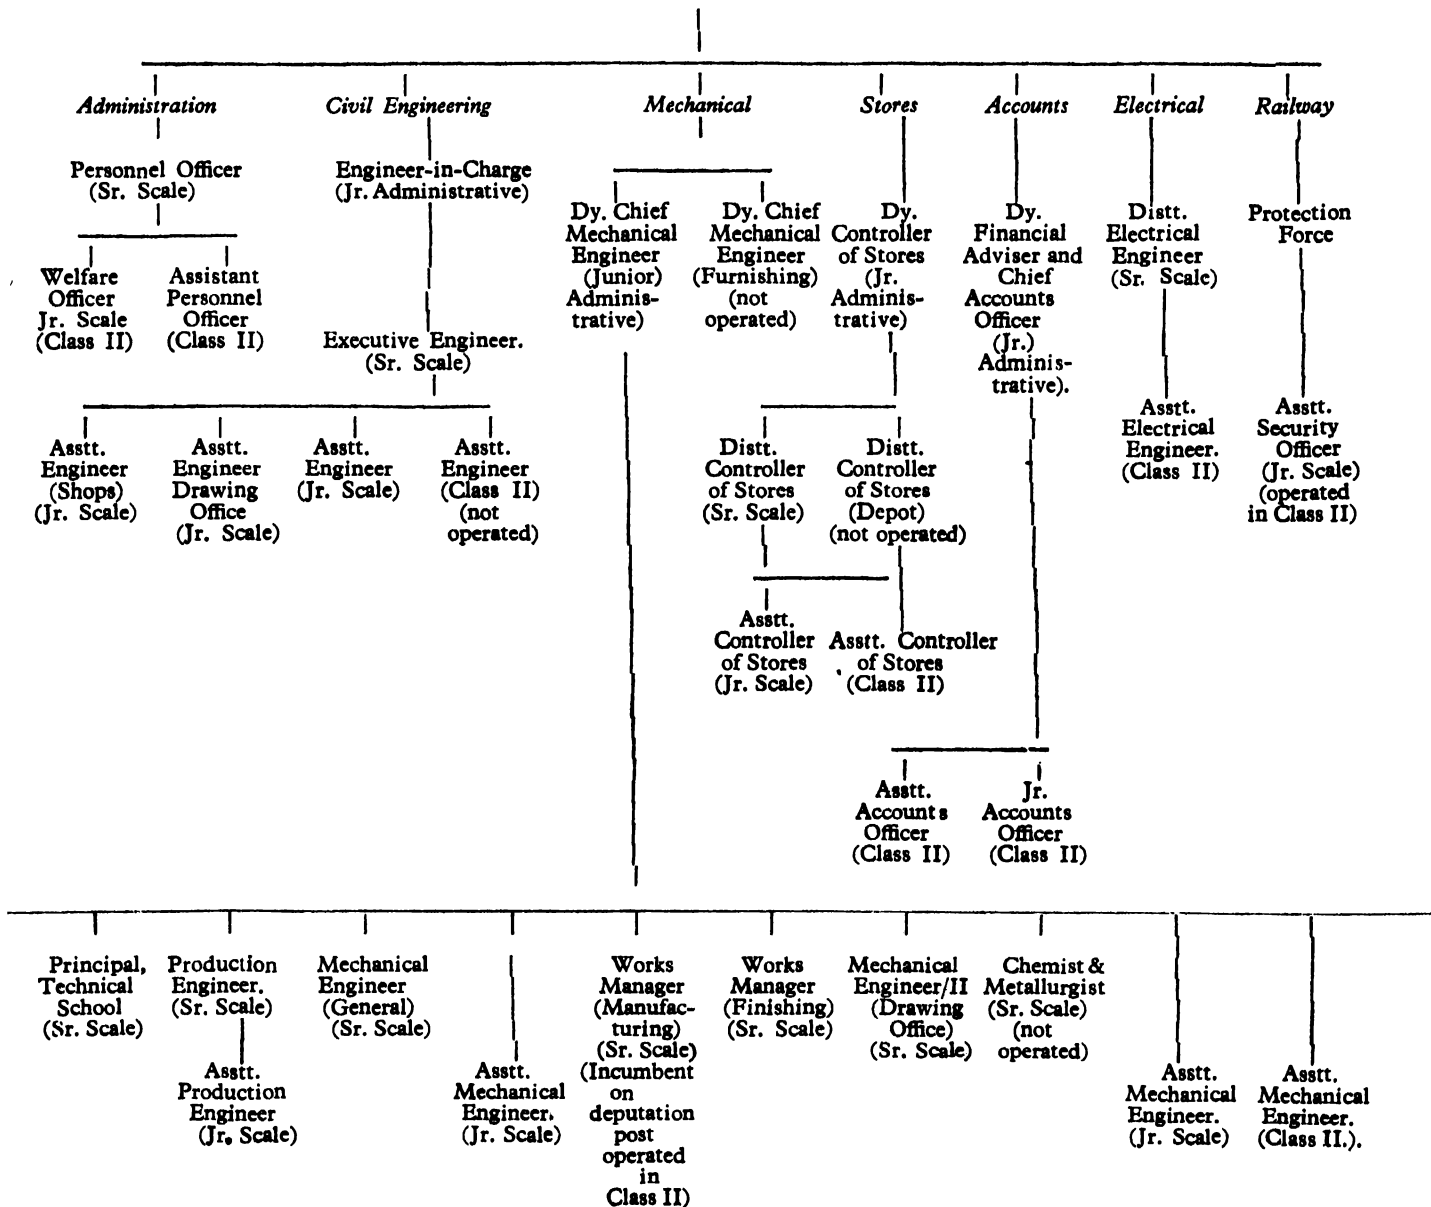 Administration
Civil Engineering
Mechanical
Stores
Accounts
Electrical
Railway
Personnel Officer
(Sr. Scale)
Welfare
Officer
Jr. Scale
(Class II)
Assistant
Personnel
Officer
(Class II)
Engineer-in-Charge
(Jr. Administrative)
Executive Engineer.
(Sr. Scale)
Asstt.
Engineer
(Shops)
(Jr. Scale)
Asstt.
Engineer
Drawing
Office
(Jr. Scale)
Asstt.
Engineer
(Jr. Scale)
Asstt.
Engineer
(Class II)
(not
operated)
Dy. Chief
Mechanical
Engineer
(Junior)
Adminis-
trative)
Dy. Chief
Mechanical
Engineer
(Furnishing)
(not
operated)
Dy.
Controller
of Stores
(Jr.
Adminis-
trative)
Distt.
Controller
of Stores
(Sr. Scale)
Distt.
Controller
of Stores
(Depot)
(not operated)
Asstt.
Controller
of Stores
(Jr. Scale)
Asstt. Controller
of Stores
(Class II)
Dy.
Financial
Adviser and
Chief
Accounts
Officer
(Jr.)
Adminis-
trative).
Asstt.
Accounts
Officer
(Class II)
Jr.
Accounts
Officer
(Class II)
Distt.
Electrical
Engineer
(Sr. Scale)
Asstt.
Electrical
Engineer.
(Class II)
Protection
Force
Asstt.
Security
Officer
(Jr. Scale)
(operated
in Class II)
Principal,
Technical
School
(Sr. Scale)
Production
Engineer.
(Sr. Scale)
Asstt.
Production
Engineer
(Jr. Scale)
Mechanical
Engineer
(General)
(Sr. Scale)
Asstt.
Mechanical
Engineer.
(Jr. Scale)
Works
Manager
(Manufac-
turing)
(Sr. Scale)
(Incumbent
on
deputation
post
operated
in
Class II)
Works
Manager
(Finishing)
(Sr. Scale)
Mechanical
Engineer/II
(Drawing
Office)
(Sr. Scale)
Chemist &
Metallurgist
(Sr. Scale)
(not
operated)
Asstt.
Mechanical
Engineer.
(Jr. Scale)
Asstt.
Mechanical
Engineer.
(Class II.).